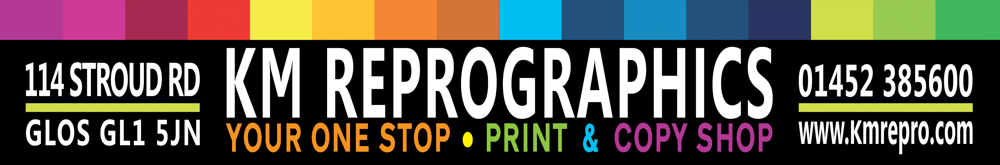 114 STROUD RD
GLOS GL1 5JN
KM REPROGRAPHICS
YOUR ONE STOP • PRINT & COPY SHOP
01452 385600
www.kmrepro.com